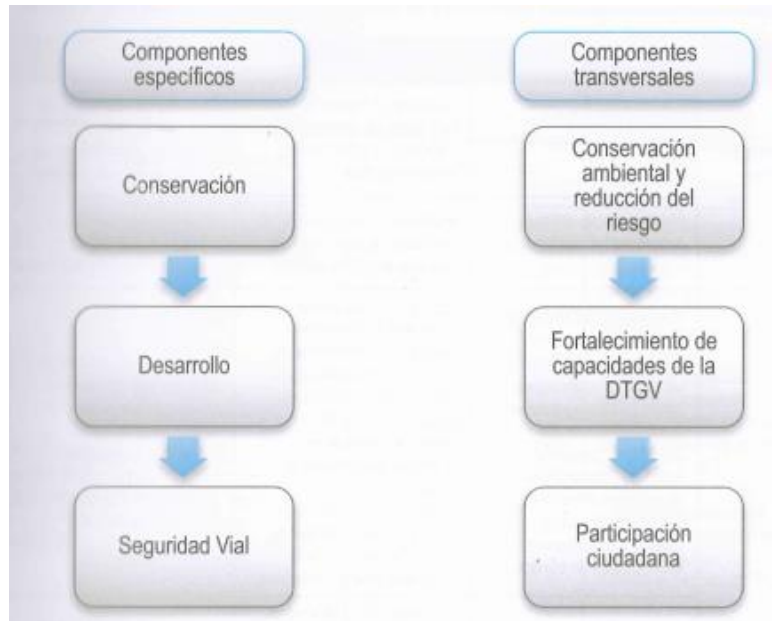 Componentes
específicos
Conservación
Desarrollo
Seguridad Vial
Componentes
transversales
Conservación
ambiental y
reducción del
riesgo
Fortalecimiento de
capacidades de la
DTGV
Participación
ciudadana